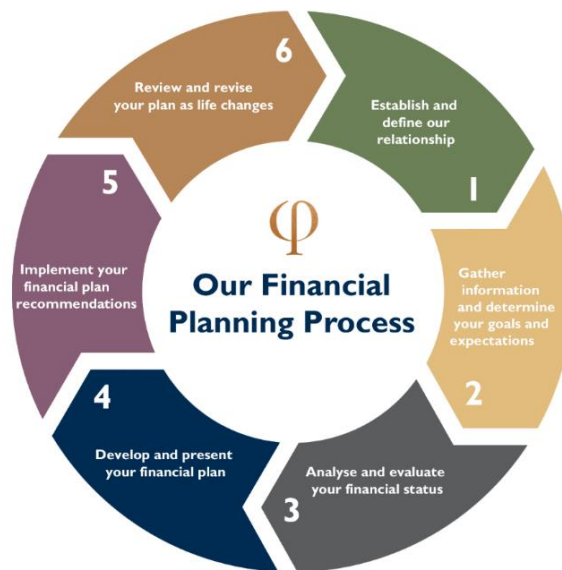 φ
Our Financial
Planning Process
Establish and
define our
relationship
1
Gather
information
and determine
your goals and
expectations
2
Analyse and evaluate
your financial status
3
Develop and present
your financial plan
4
Implement your
financial plan
recommendations
5
Review and revise
your plan as life changes
6